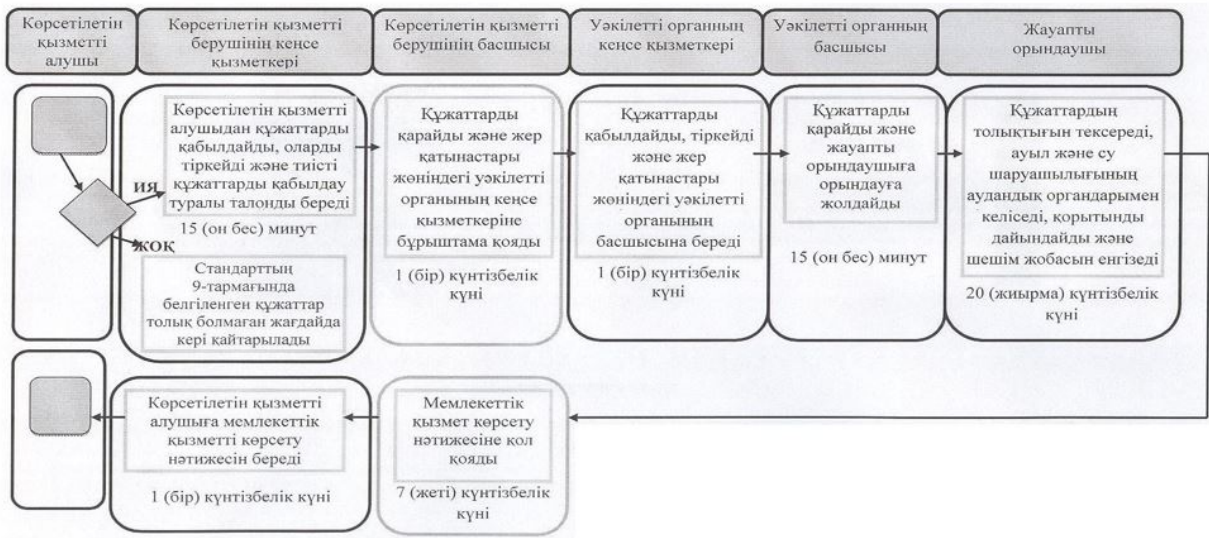 Көрсетілетін
қызметті
алушы
Көрсетілетін қызметті
берушінің кеңсе
қызметкері
Көрсетілетін қызметті
берушінің басшысы
Уәкілетті органның
кеңсе қызметкері
Уәкілетті органның
басшысы
Жауапты
орындаушы
ИЯ
ЖОҚ
Көрсетілетін қызметті
алушыдан құжаттарды
қабылдайды, оларды
тіркейді және тиісті
құжаттарды қабылдау
туралы талонды береді
15 (он бес) минут
Стандарттың
9-тармағында
белгіленген құжаттар
толық болмаған жағдайда
кері қайтарылады
Құжаттарды
қарайды және жер
қатынастары
жөніндегі уәкілетті
органының кеңсе
қызметкеріне
бұрыштама қояды
1 (бір) күнтізбелік
күні
Құжаттарды
қабылдайды, тіркейді
және жер
қатынастары
жөніндегі уәкілетті
органының
басшысына береді
1 (бір) күнтізбелік
күні
Құжаттарды
қарайды және
жауапты
орындаушыға
орындауға
жолдайды
15 (он бес) минут
Құжаттардың
толықтығын тексереді,
ауыл және су
шаруашылығының
аудандық органдарымен
келіседі, қорытынды
дайындайды және
шешім жобасын енгізеді
20 (жиырма) күнтізбелік
күні
Көрсетілетін қызметті
алушыға мемлекеттік
қызметті көрсету
нәтижесін береді
1 (бір) күнтізбелік күні
Мемлекеттік
қызмет көрсету
нәтижесіне қол
қояды
7 (жеті) күнтізбелік
күні